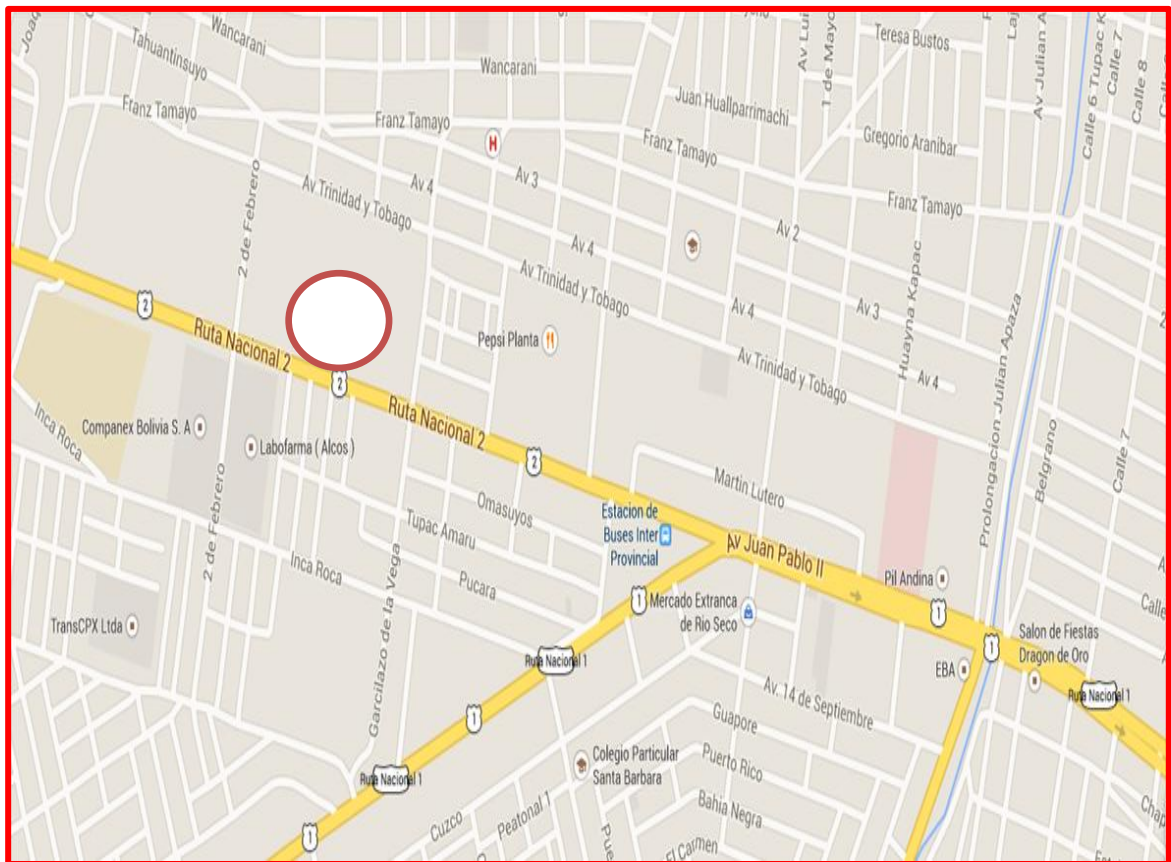 Joaq
Wancarani
Tahuantinsuyo
Wancarani
Av Lui
1 de Mayo
Teresa Bustos
Av Julian A
Calle 6 Tupac K
Calle 7
Calle 8
Franz Tamayo
Franz Tamayo
H
Juan Huallparrimachi
Gregorio Aranibar
Franz Tamayo
Franz Tamayo
2 de Febrero
Av Trinidad y Tobago
Av 4
Av 3
Av 4
Av 2
Av Trinidad y Tobago
Av 4
Av 3
Huayna Kapac
Av Trinidad y Tobago
Av 4
2
Ruta Nacional 2
Pepsi Planta
2
Ruta Nacional 2
2
Inca Roca
Companex Bolivia S. A
Labofarma ( Alcos )
2 de Febrero
Omasuyos
Tupac Amaru
Pucara
Inca Roca
Garcilazo de la Vega
Estacion de
Buses Inter
Provincial
Martin Lutero
Av Juan Pablo II
Prolongacion Julian Apaza
Belgrano
Calle 7
Calle
Pil Andina
1
1
Mercado Extranca
de Rio Seco
TransCPX Ltda
Ruta Nacional 1
1
Salon de Fiestas
Dragon de Oro
EBA
Ruta Nacional 1
Av. 14 de Septiembre
1
Guapore
Colegio Particular
Santa Barbara
Puerto Rico
Ruta Nacional 1
Bahia Negra
1
Cuzco
Peatonal 1
Pue
El Carmen
Chap